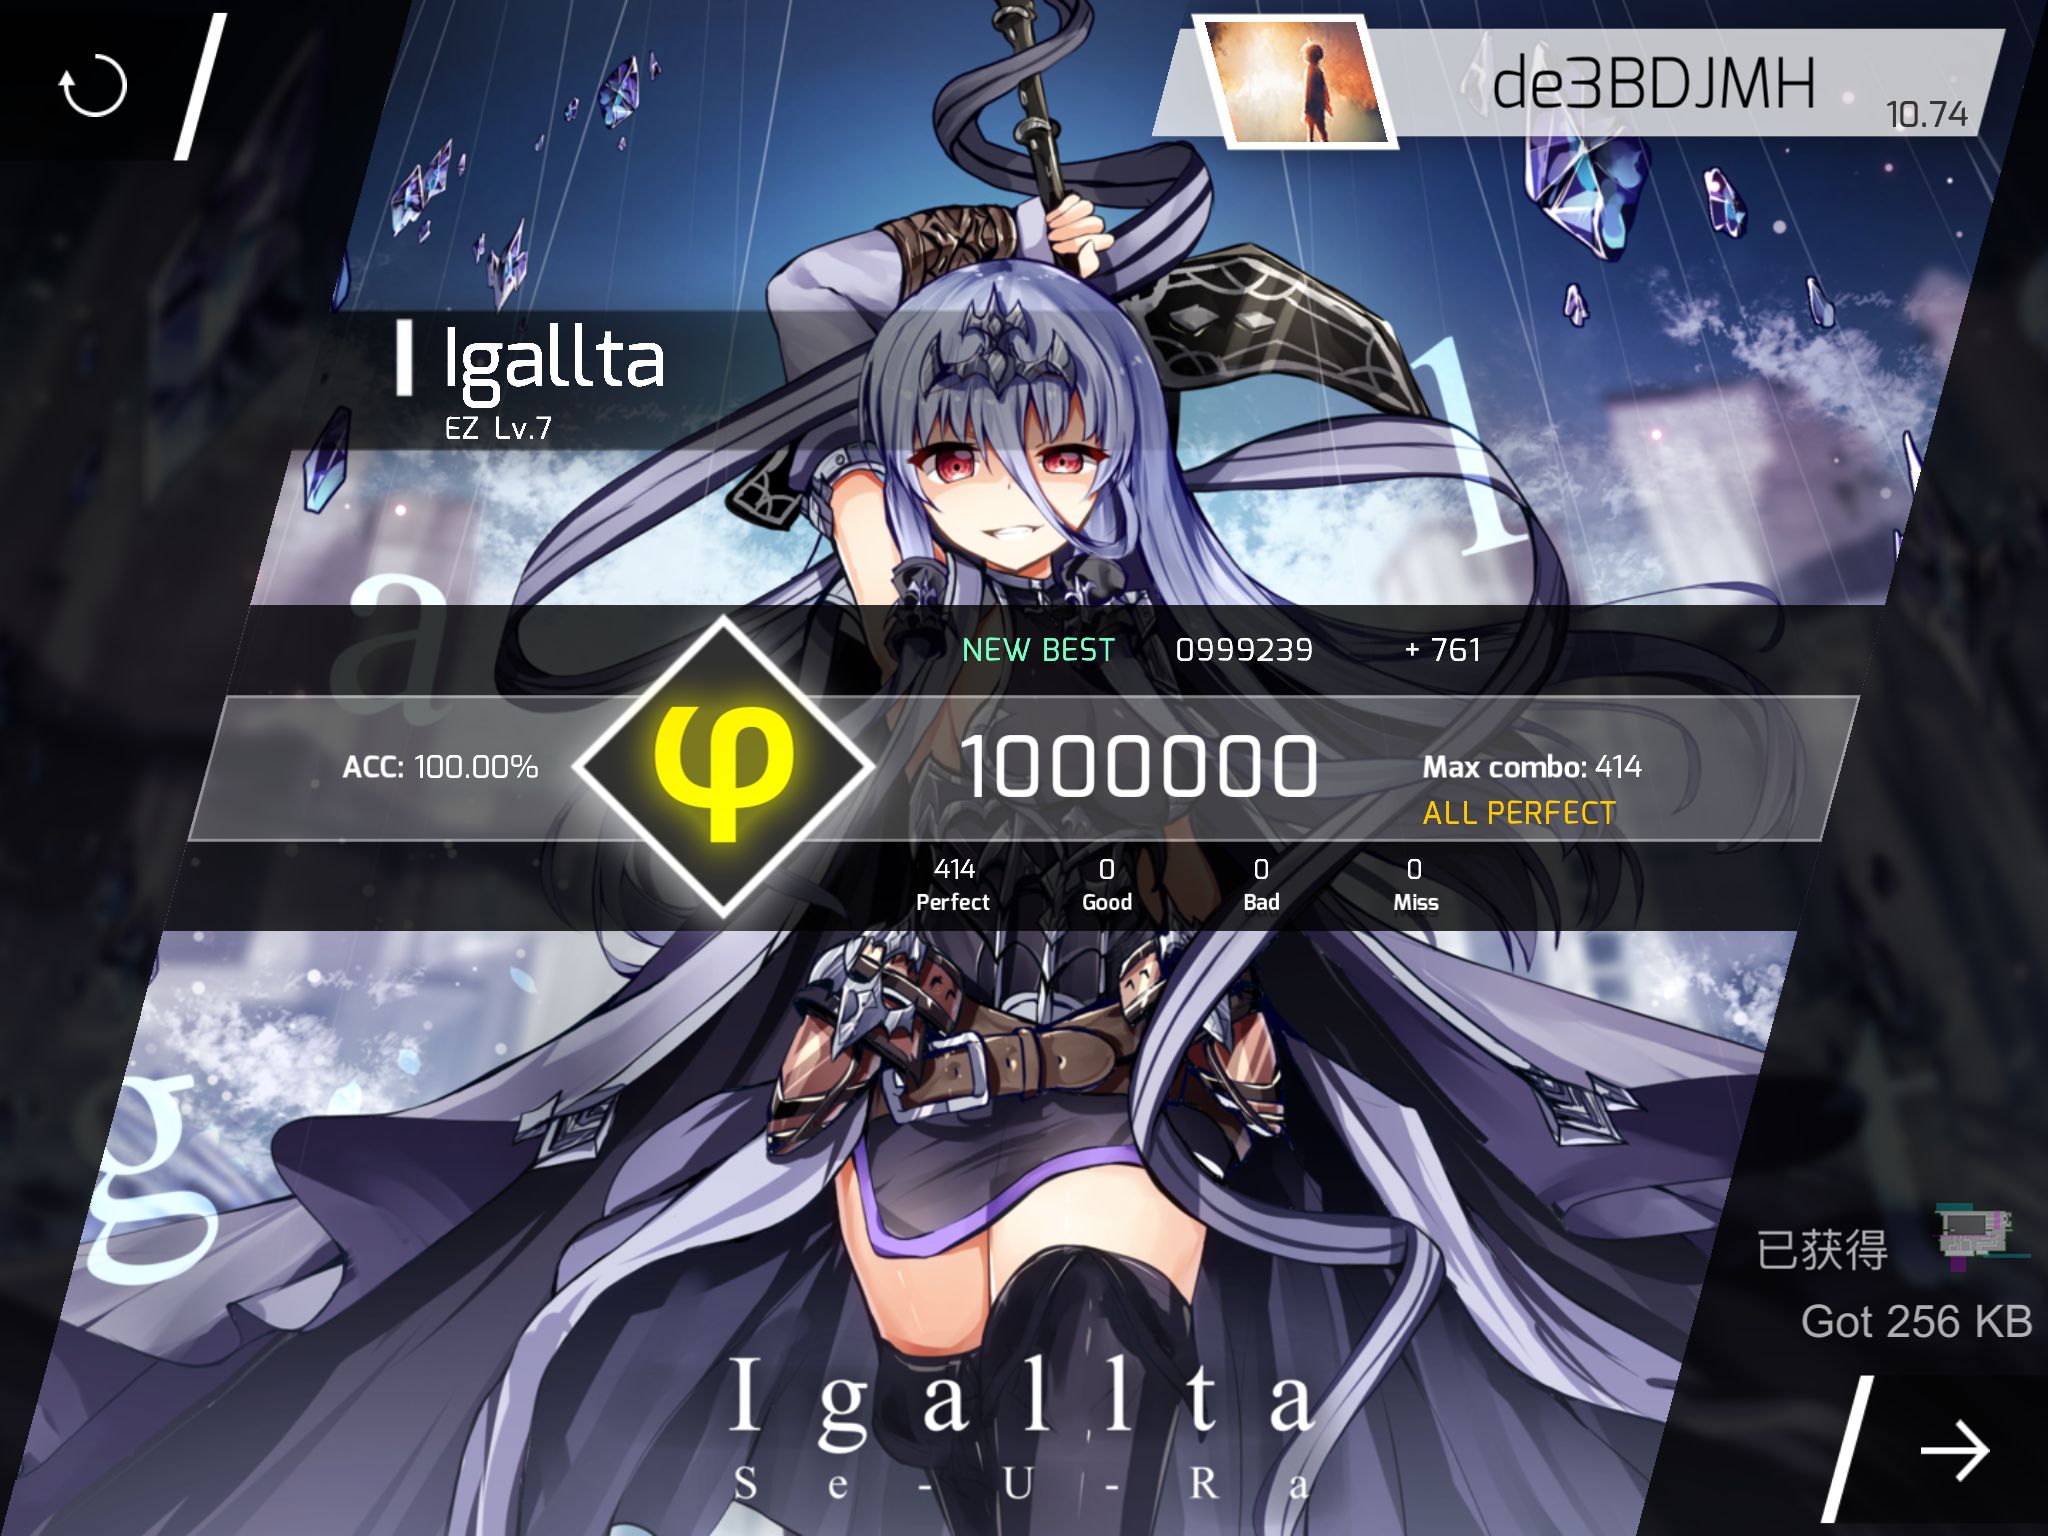 de3BDJMH
10.74
Igallta
EZ Lv.7
l
a
NEW BEST 0999239 + 761
ACC: 100.00%
φ
1000000
Max combo: 414
ALL PERFECT
414 0 0 0
Perfect Good Bad Miss
g
已获得
Got 256 KB
Igallta
Se-U-Ra